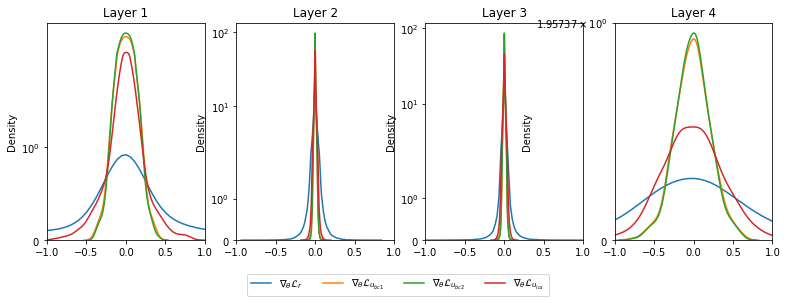 Layer 1 Layer 2 Layer 3 Layer 4
1.95737 × 10⁰
10² 10²
10¹ 10¹
10⁰ 10⁰ 10⁰
Density Density Density Density
0 0 0 0
−1.0 −0.5 0.0 0.5 1.0 −1.0 −0.5 0.0 0.5 1.0 −1.0 −0.5 0.0 0.5 1.0 −1.0 −0.5 0.0 0.5 1.0
∇θℒr ∇θℒu_bc1 ∇θℒu_bc2 ∇θℒu_ics